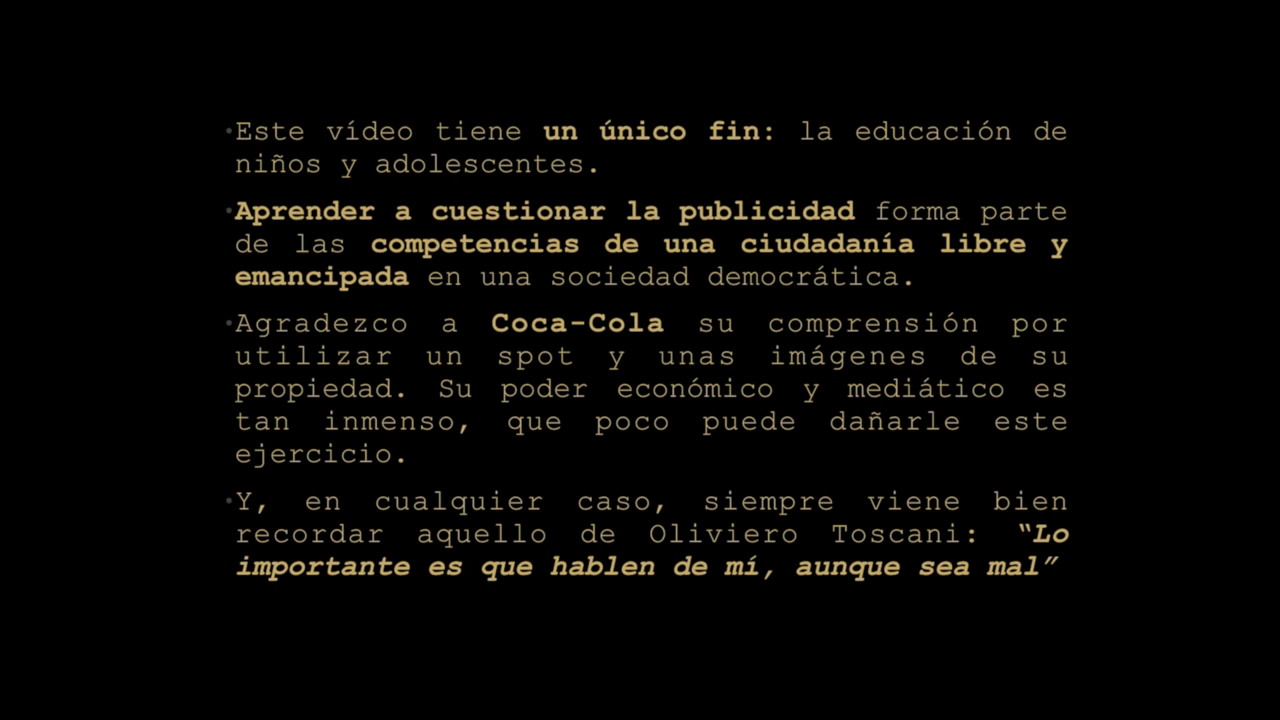 •Este vídeo tiene un único fin: la educación de
niños y adolescentes.
•Aprender a cuestionar la publicidad forma parte
de las competencias de una ciudadanía libre y
emancipada en una sociedad democrática.
•Agradezco a Coca-Cola su comprensión por
utilizar un spot y unas imágenes de su
propiedad. Su poder económico y mediático es
tan inmenso, que poco puede dañarle este
ejercicio.
•Y, en cualquier caso, siempre viene bien
recordar aquello de Oliviero Toscani: “Lo
importante es que hablen de mí, aunque sea mal”